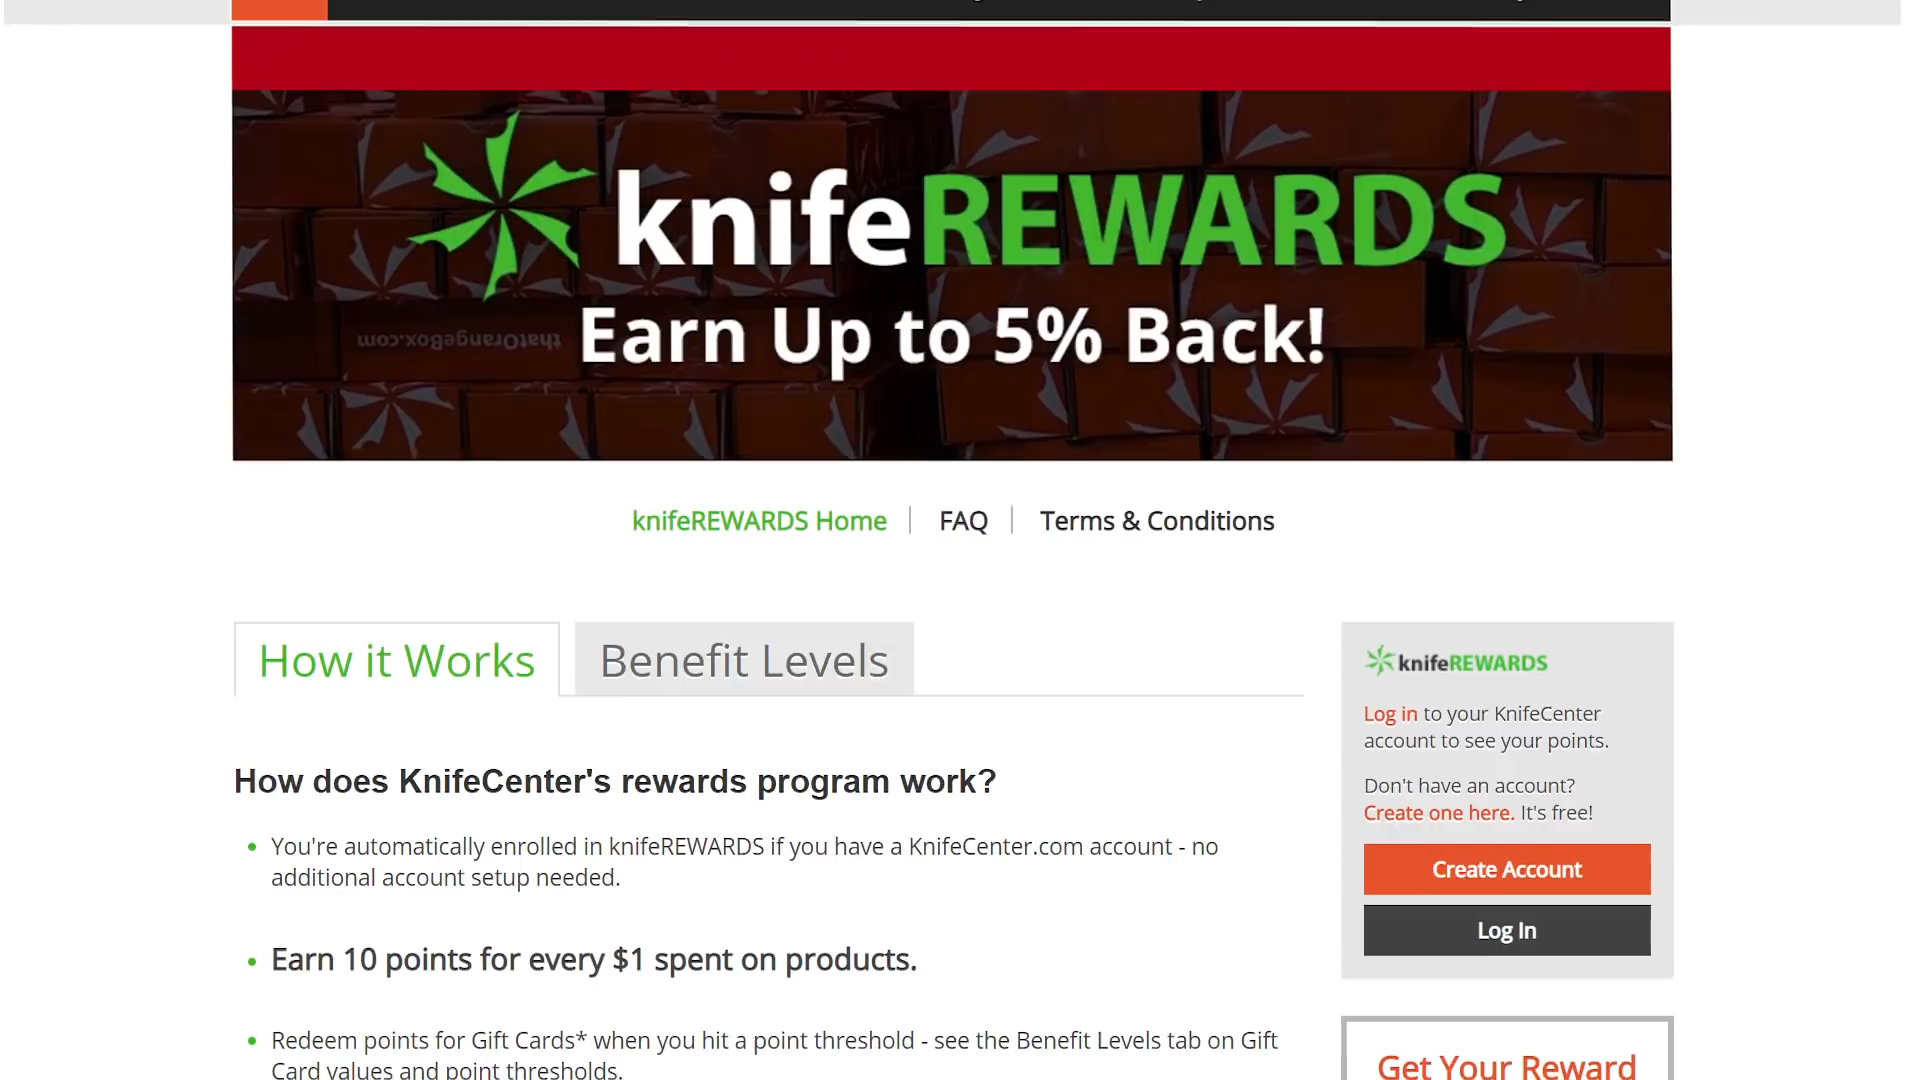 knifeREWARDS
Earn Up to 5% Back!
thatOrangeBox.com
knifeREWARDS Home
FAQ
Terms & Conditions
How it Works
Benefit Levels
How does KnifeCenter's rewards program work?
You're automatically enrolled in knifeREWARDS if you have a KnifeCenter.com account - no
additional account setup needed.
Earn 10 points for every $1 spent on products.
Redeem points for Gift Cards* when you hit a point threshold - see the Benefit Levels tab on Gift
Card values and point thresholds.
knifeREWARDS
Log in to your KnifeCenter
account to see your points.
Don't have an account?
Create one here. It's free!
Create Account
Log In
Get Your Reward